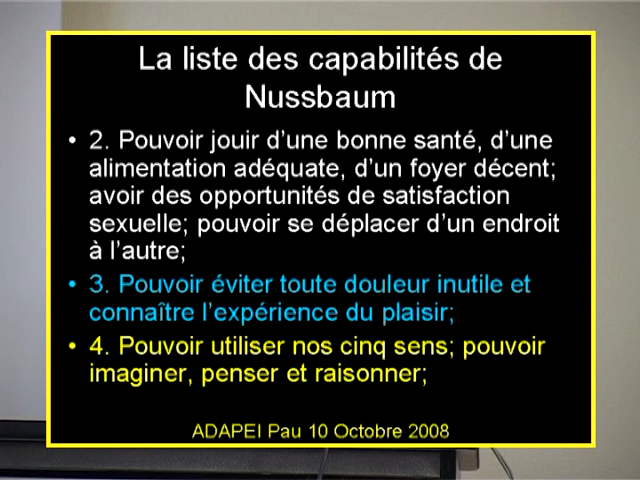 La liste des capabilités de
Nussbaum
• 2. Pouvoir jouir d'une bonne santé, d'une
alimentation adéquate, d'un foyer décent;
avoir des opportunités de satisfaction
sexuelle; pouvoir se déplacer d'un endroit
à l'autre;
• 3. Pouvoir éviter toute douleur inutile et
connaître l'expérience du plaisir;
• 4. Pouvoir utiliser nos cinq sens; pouvoir
imaginer, penser et raisonner;
ADAPEI Pau 10 Octobre 2008